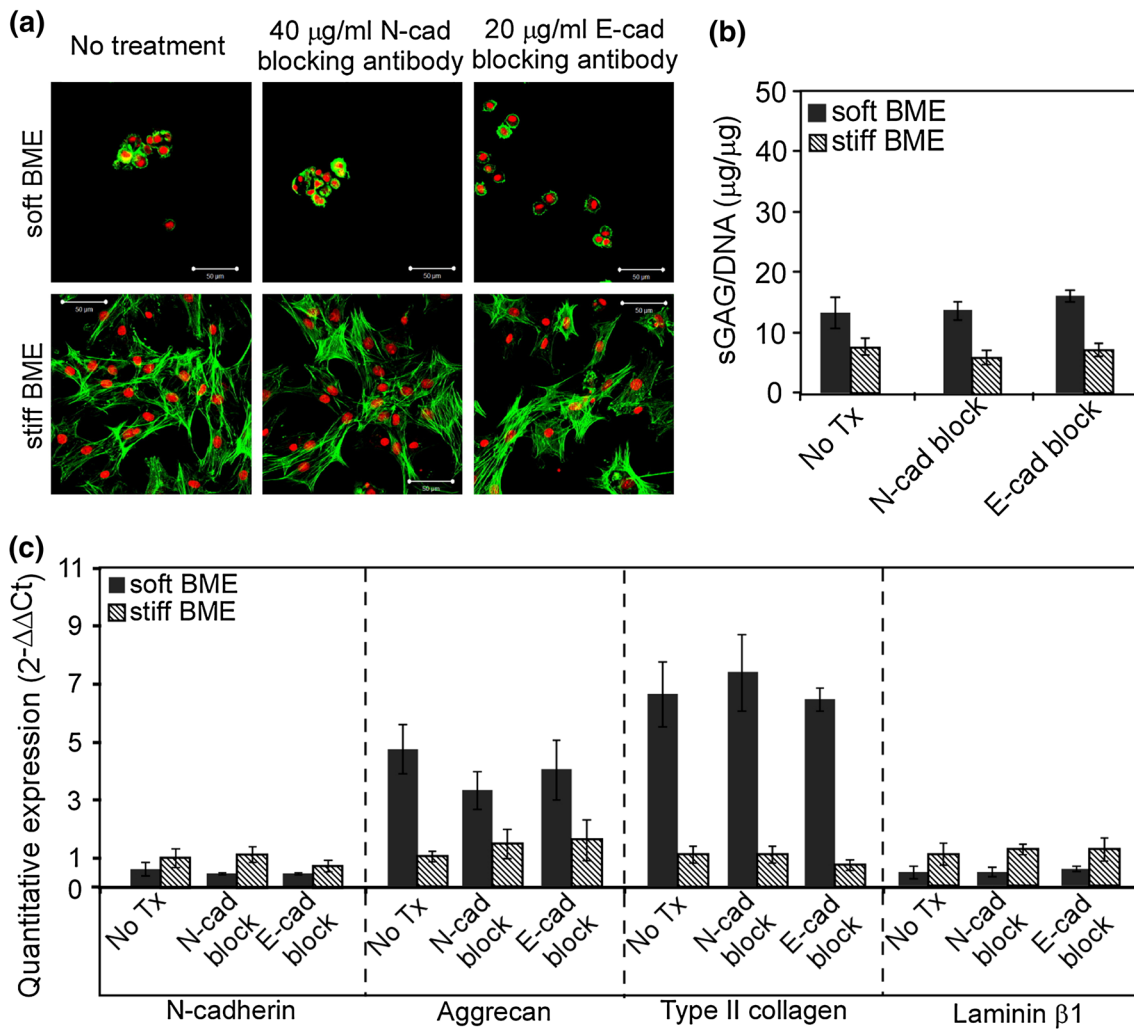 (a)
No treatment
40 μg/ml N-cad
blocking antibody
20 μg/ml E-cad
blocking antibody
soft BME
50 μm
50 μm
50 μm
stiff BME
50 μm
50 μm
50 μm
(b)
sGAG/DNA (μg/μg)
50
40
30
20
10
0
soft BME
stiff BME
No Tx
N-cad block
E-cad block
(c)
Quantitative expression (2-ΔΔCt)
11
9
7
5
3
1
0
soft BME
stiff BME
No Tx
N-cad
block
E-cad
block
No Tx
N-cad
block
E-cad
block
No Tx
N-cad
block
E-cad
block
No Tx
N-cad
block
E-cad
block
N-cadherin
Aggrecan
Type II collagen
Laminin β1